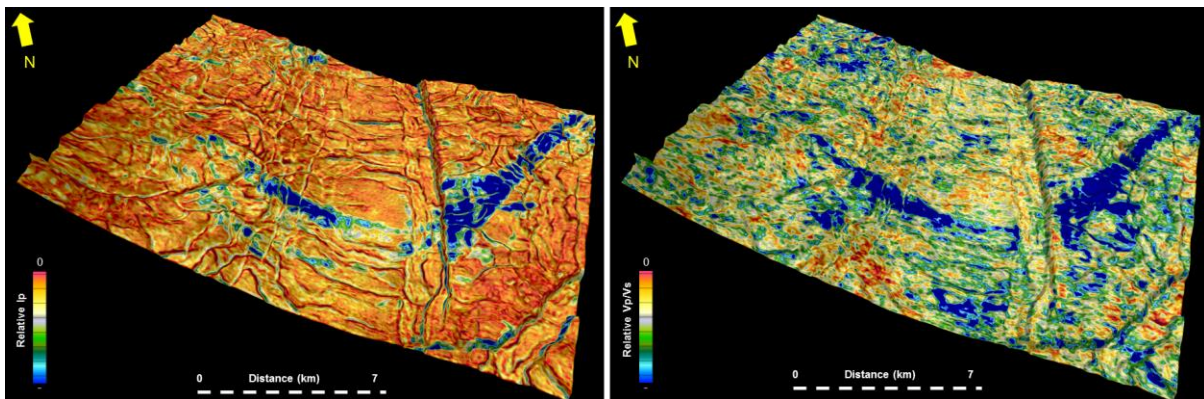 N
0
Relative Ip
-
0
7
Distance (km)
N
0
Relative Vp/Vs
-
0
7
Distance (km)